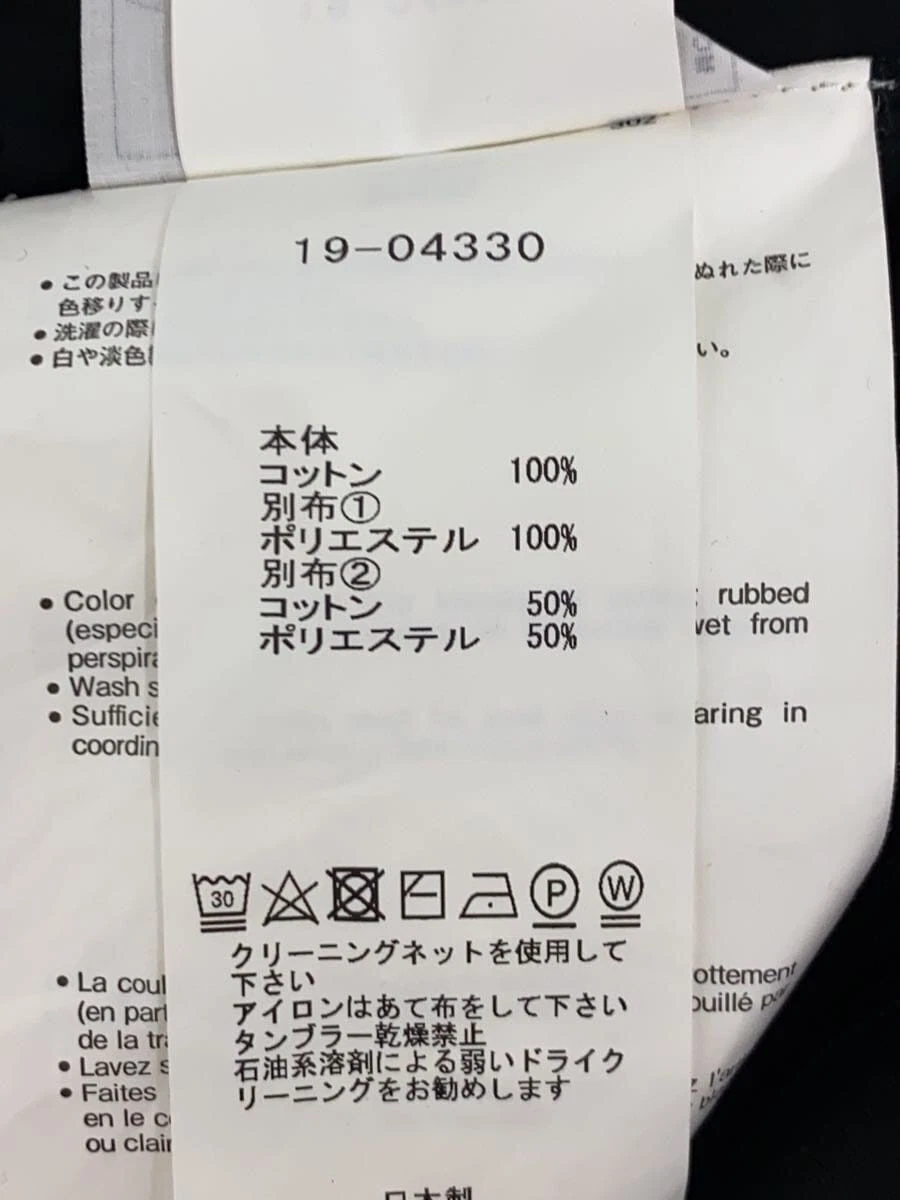 302
19-04330
● この製品
色移りす
● 洗濯の際
● 白や淡色
ぬれた際に
い。
本体
コットン 100%
別布①
ポリエステル 100%
別布②
コットン 50%
ポリエステル 50%
● Color
(especi
perspira
● Wash s
● Sufficie
coordin
rubbed
wet from
aring in
30
P
W
クリーニングネットを使用して
下さい
アイロンはあて布をして下さい
タンブラー乾燥禁止
石油系溶剤による弱いドライク
リーニングをお勧めします
● La coul
(en part
de la tra
● Lavez s
● Faites
en le c
ou clair
ottement
ouillé pa
日本製